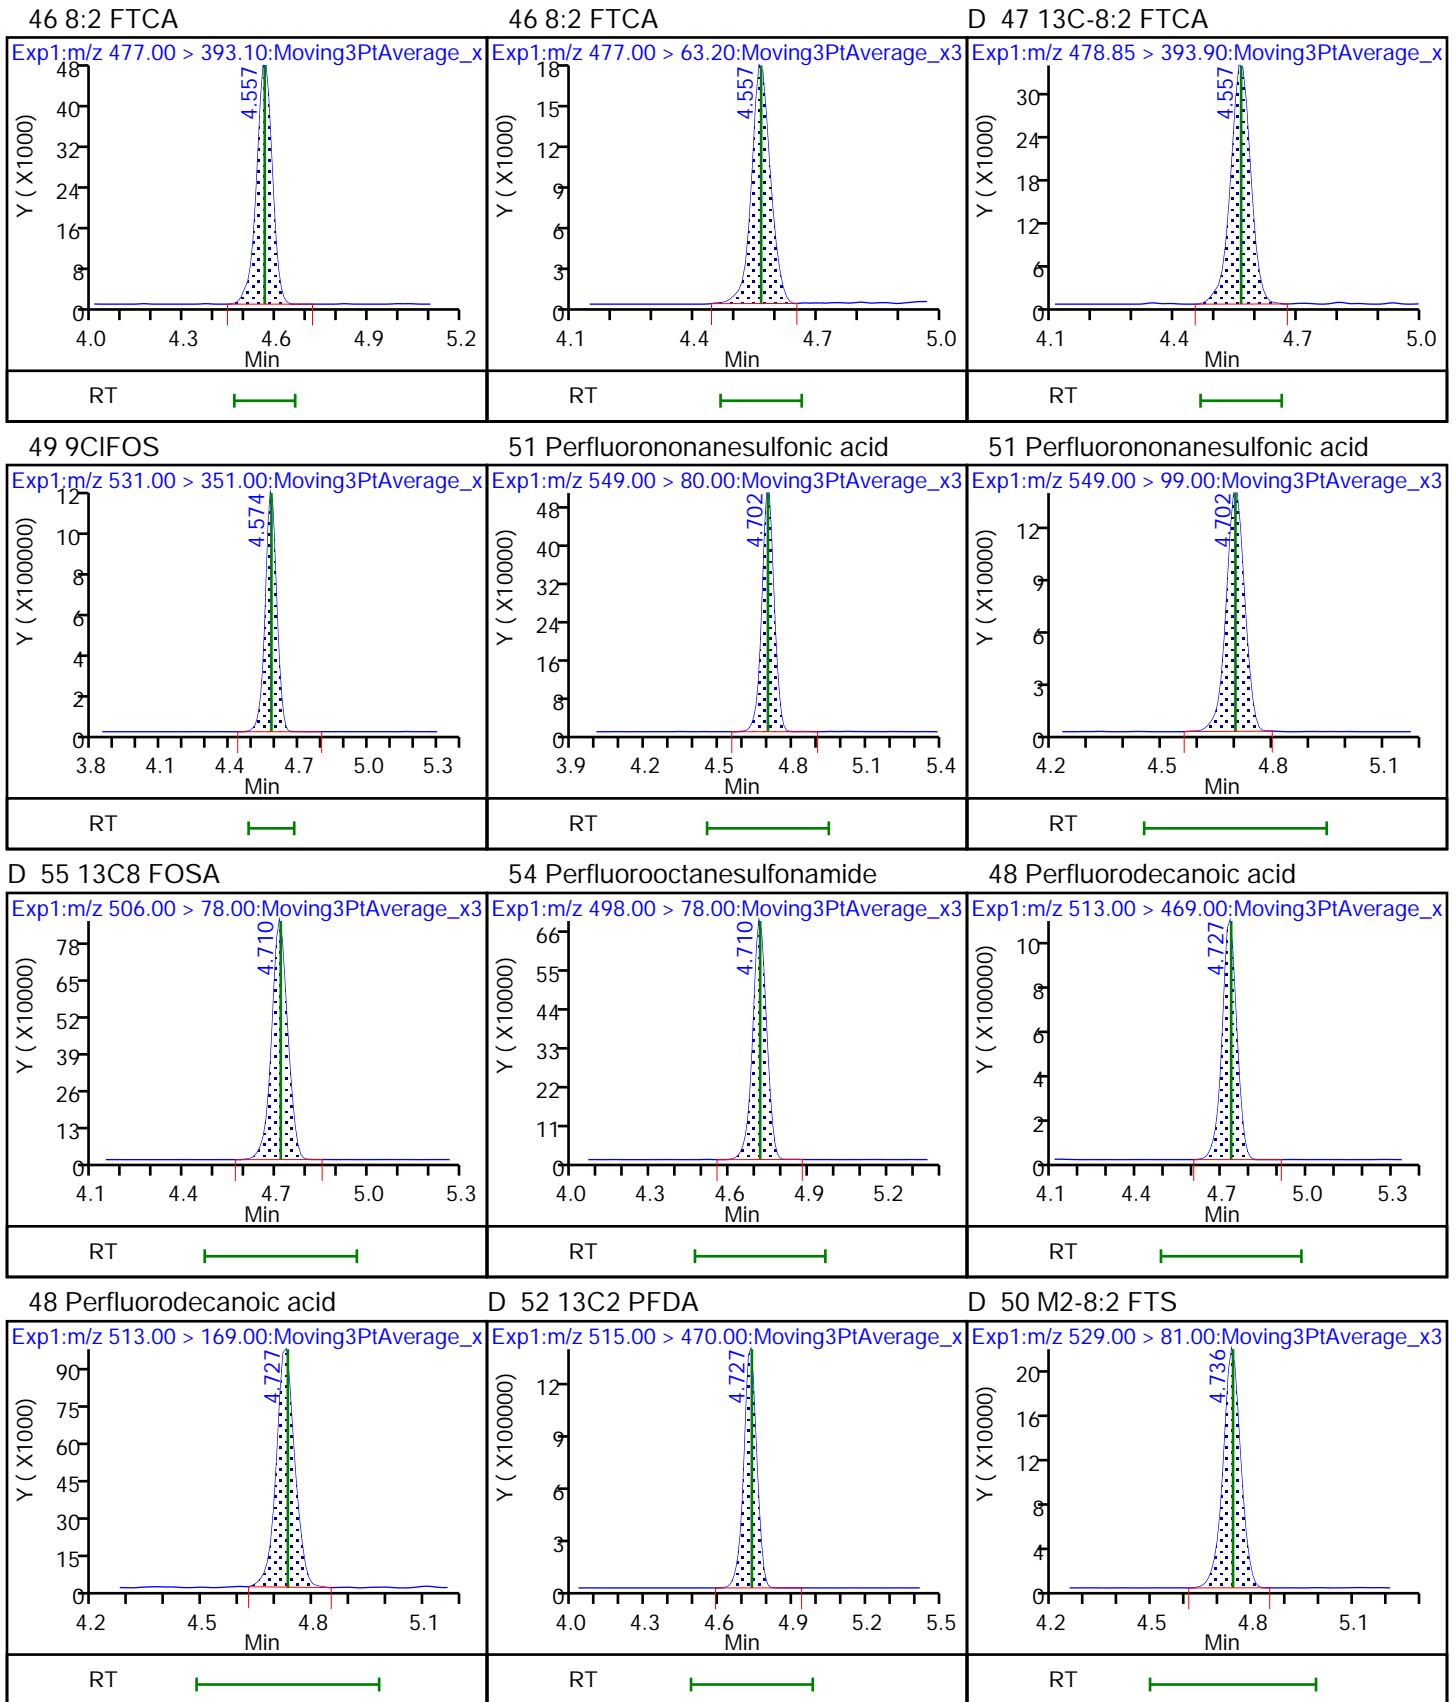 46 8:2 FTCA
Exp1:m/z 477.00 > 393.10:Moving3PtAverage_x
48
40
32
24
16
8
0
Y ( X1000)
4.557
4.0 4.3 4.6 4.9 5.2
Min
RT
46 8:2 FTCA
Exp1:m/z 477.00 > 63.20:Moving3PtAverage_x3
18
15
12
9
6
3
0
Y ( X1000)
4.557
4.1 4.4 4.7 5.0
Min
RT
D 47 13C-8:2 FTCA
Exp1:m/z 478.85 > 393.90:Moving3PtAverage_x
30
24
18
12
6
0
Y ( X1000)
4.557
4.1 4.4 4.7 5.0
Min
RT
49 9ClFOS
Exp1:m/z 531.00 > 351.00:Moving3PtAverage_x
12
10
8
6
4
2
0
Y ( X100000)
4.574
3.8 4.1 4.4 4.7 5.0 5.3
Min
RT
51 Perfluorononanesulfonic acid
Exp1:m/z 549.00 > 80.00:Moving3PtAverage_x3
48
40
32
24
16
8
0
Y ( X10000)
4.702
3.9 4.2 4.5 4.8 5.1 5.4
Min
RT
51 Perfluorononanesulfonic acid
Exp1:m/z 549.00 > 99.00:Moving3PtAverage_x3
12
9
6
3
0
Y ( X10000)
4.702
4.2 4.5 4.8 5.1
Min
RT
D 55 13C8 FOSA
Exp1:m/z 506.00 > 78.00:Moving3PtAverage_x3
78
65
52
39
26
13
0
Y ( X10000)
4.710
4.1 4.4 4.7 5.0 5.3
Min
RT
54 Perfluorooctanesulfonamide
Exp1:m/z 498.00 > 78.00:Moving3PtAverage_x3
66
55
44
33
22
11
0
Y ( X10000)
4.710
4.0 4.3 4.6 4.9 5.2
Min
RT
48 Perfluorodecanoic acid
Exp1:m/z 513.00 > 469.00:Moving3PtAverage_x
10
8
6
4
2
0
Y ( X100000)
4.727
4.1 4.4 4.7 5.0 5.3
Min
RT
48 Perfluorodecanoic acid
Exp1:m/z 513.00 > 169.00:Moving3PtAverage_x
90
75
60
45
30
15
0
Y ( X1000)
4.727
4.2 4.5 4.8 5.1
Min
RT
D 52 13C2 PFDA
Exp1:m/z 515.00 > 470.00:Moving3PtAverage_x
12
9
6
3
0
Y ( X100000)
4.727
4.0 4.3 4.6 4.9 5.2 5.5
Min
RT
D 50 M2-8:2 FTS
Exp1:m/z 529.00 > 81.00:Moving3PtAverage_x3
20
16
12
8
4
0
Y ( X10000)
4.736
4.2 4.5 4.8 5.1
Min
RT